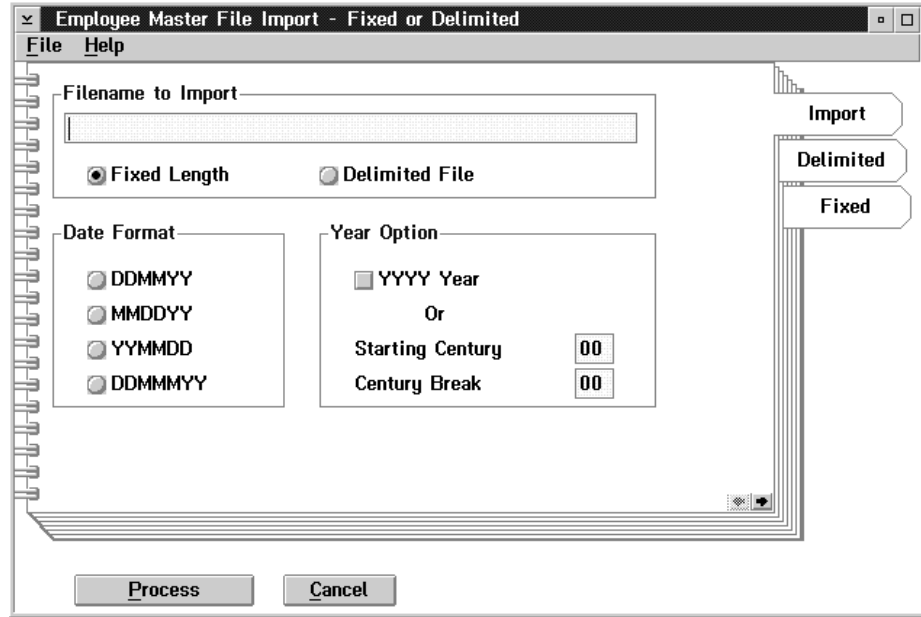 Employee Master File Import - Fixed or Delimited
File Help
Filename to Import
Fixed Length Delimited File
Import
Delimited
Fixed
Date Format
DDMMYY
MMDDYY
YYMMDD
DDMMMYY
Year Option
YYYY Year
Or
Starting Century 00
Century Break 00
Process Cancel